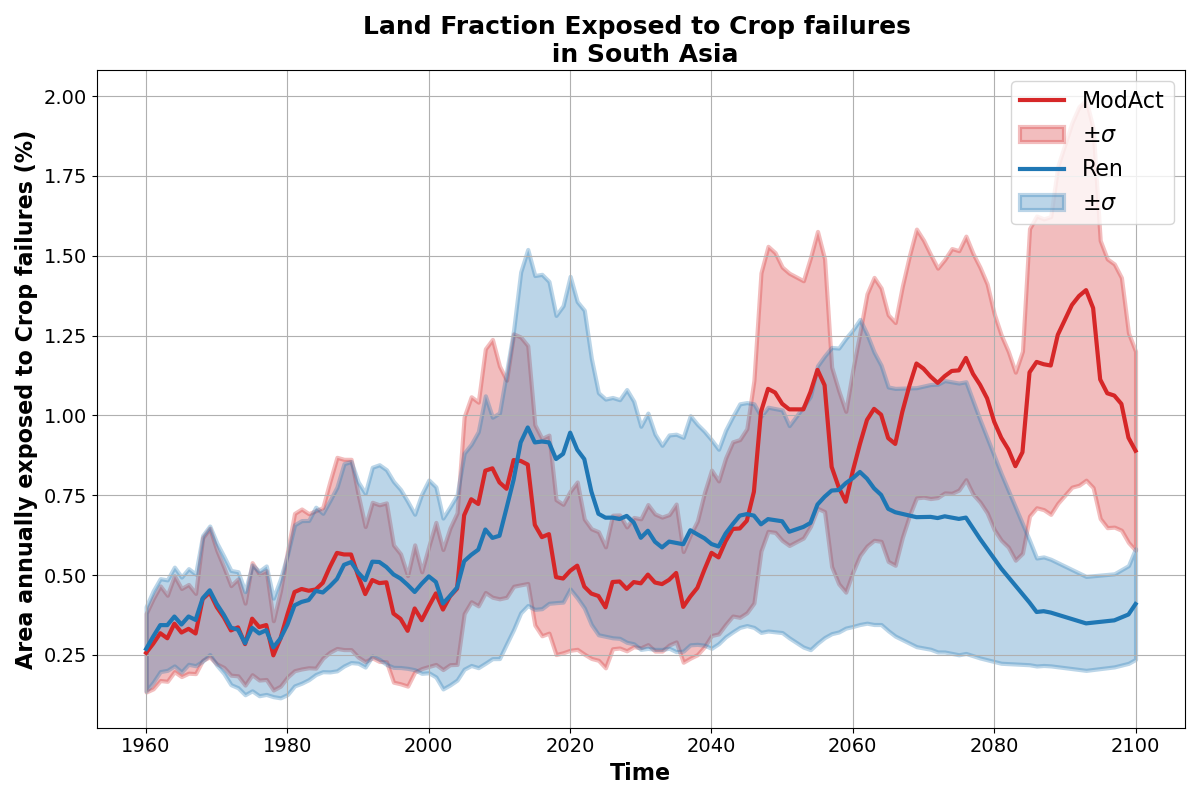 Land Fraction Exposed to Crop failures
in South Asia
Area annually exposed to Crop failures (%)
2.00
1.75
1.50
1.25
1.00
0.75
0.50
0.25
ModAct
±σ
Ren
±σ
1960
1980
2000
2020
2040
2060
2080
2100
Time